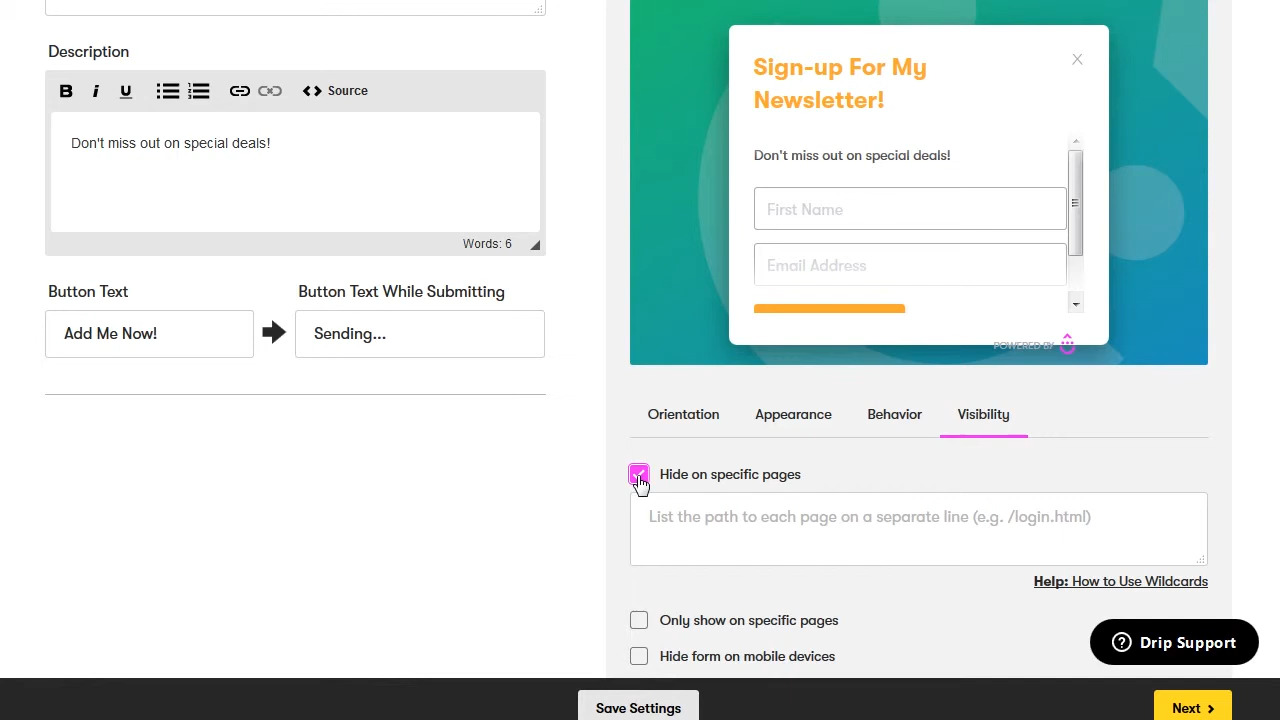 Description
B i U Source
Don't miss out on special deals!
Words: 6
Button Text
Button Text While Submitting
Add Me Now!
Sending...
Sign-up For My
Newsletter!
Don't miss out on special deals!
First Name
Email Address
POWERED BY
Orientation
Appearance
Behavior
Visibility
Hide on specific pages
List the path to each page on a separate line (e.g. /login.html)
Help: How to Use Wildcards
Only show on specific pages
Hide form on mobile devices
Drip Support
Save Settings
Next